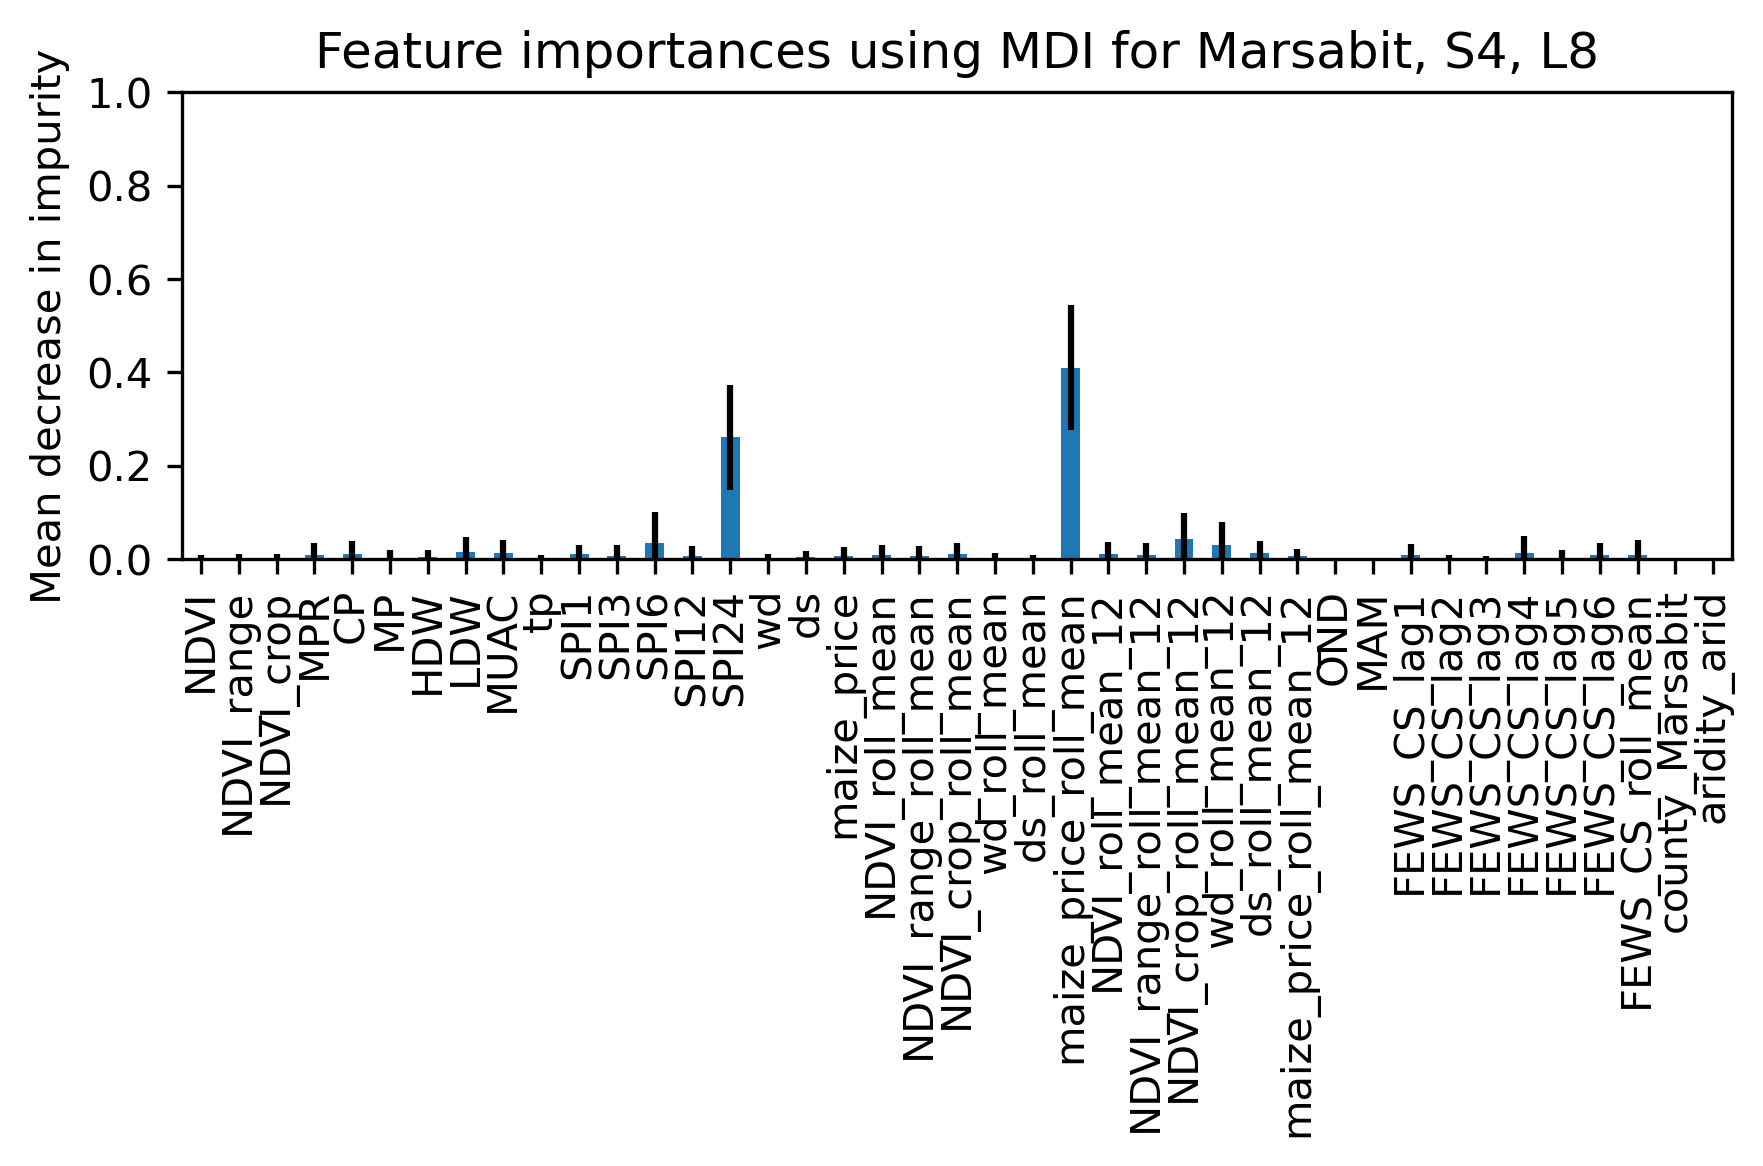 Feature importances using MDI for Marsabit, S4, L8
Mean decrease in impurity
1.0
0.8
0.6
0.4
0.2
0.0
NDVI
NDVI_range
NDVI_crop
MPR
CP
MP
HDW
LDW
MUAC
tp
SPI1
SPI3
SPI6
SPI12
SPI24
wd
ds
maize_price
NDVI_roll_mean
NDVI_range_roll_mean
NDVI_crop_roll_mean
wd_roll_mean
ds_roll_mean
maize_price_roll_mean
NDVI_roll_mean_12
NDVI_range_roll_mean_12
NDVI_crop_roll_mean_12
wd_roll_mean_12
ds_roll_mean_12
maize_price_roll_mean_12
OND
MAM
FEWS_CS_lag1
FEWS_CS_lag2
FEWS_CS_lag3
FEWS_CS_lag4
FEWS_CS_lag5
FEWS_CS_lag6
FEWS_CS_roll_mean
county_Marsabit
aridity_arid